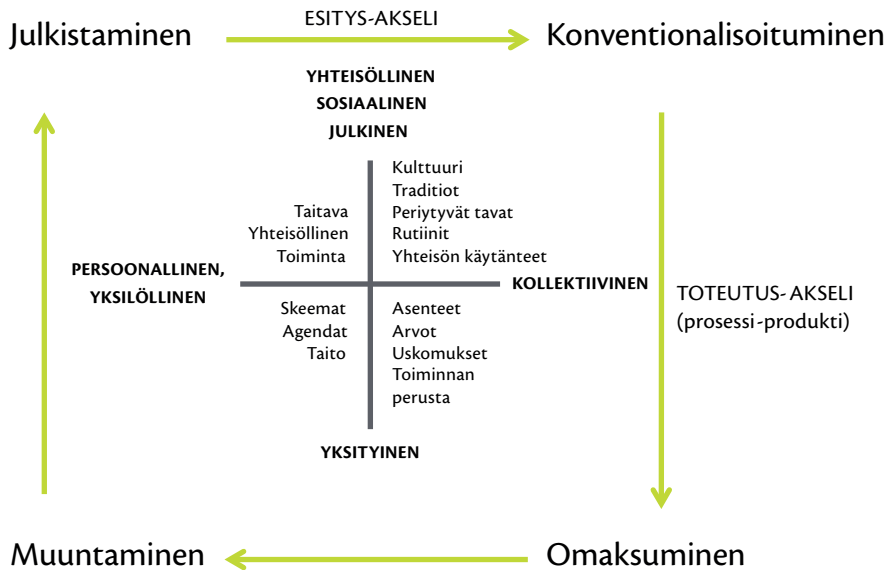 Julkistaminen
ESITYS-AKSELI
Konventionalisoituminen
YHTEISÖLLINEN
SOSIAALINEN
JULKINEN
Taitava
Yhteisöllinen
Toiminta
Kulttuuri
Traditiot
Periytyvät tavat
Rutiinit
Yhteisön käytänteet
PERSOONALLINEN,
YKSILÖLLINEN
KOLLEKTIIVINEN
TOTEUTUS-AKSELI
(prosessi-produkti)
Skeemat
Agendat
Taito
Asenteet
Arvot
Uskomukset
Toiminnan
perusta
YKSITYINEN
Muuntaminen
Omaksuminen